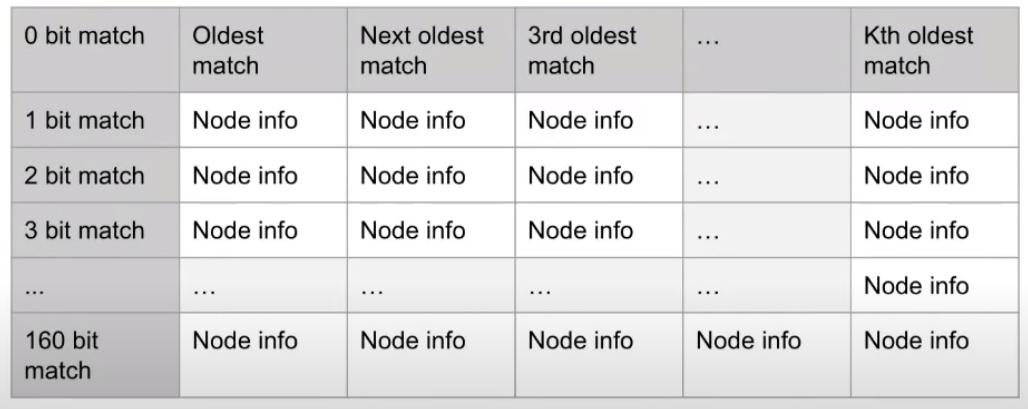 0 bit match Oldest match Next oldest match 3rd oldest match … Kth oldest match
1 bit match Node info Node info Node info … Node info
2 bit match Node info Node info Node info … Node info
3 bit match Node info Node info Node info … Node info
... … … … … Node info
160 bit match Node info Node info Node info Node info Node info